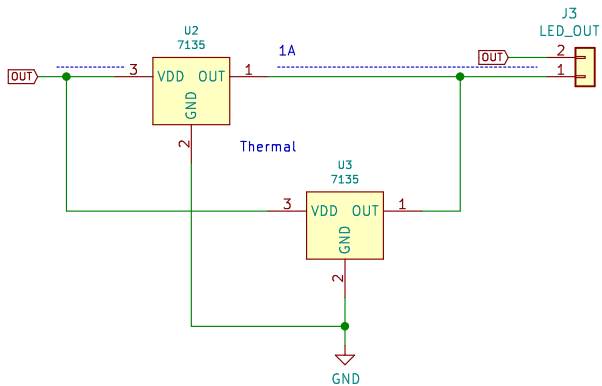 J3
LED_OUT
U2
7135
1A
OUT
2
OUT
3
VDD
OUT
1
1
GND
2
Thermal
U3
7135
3
VDD
OUT
1
GND
2
GND